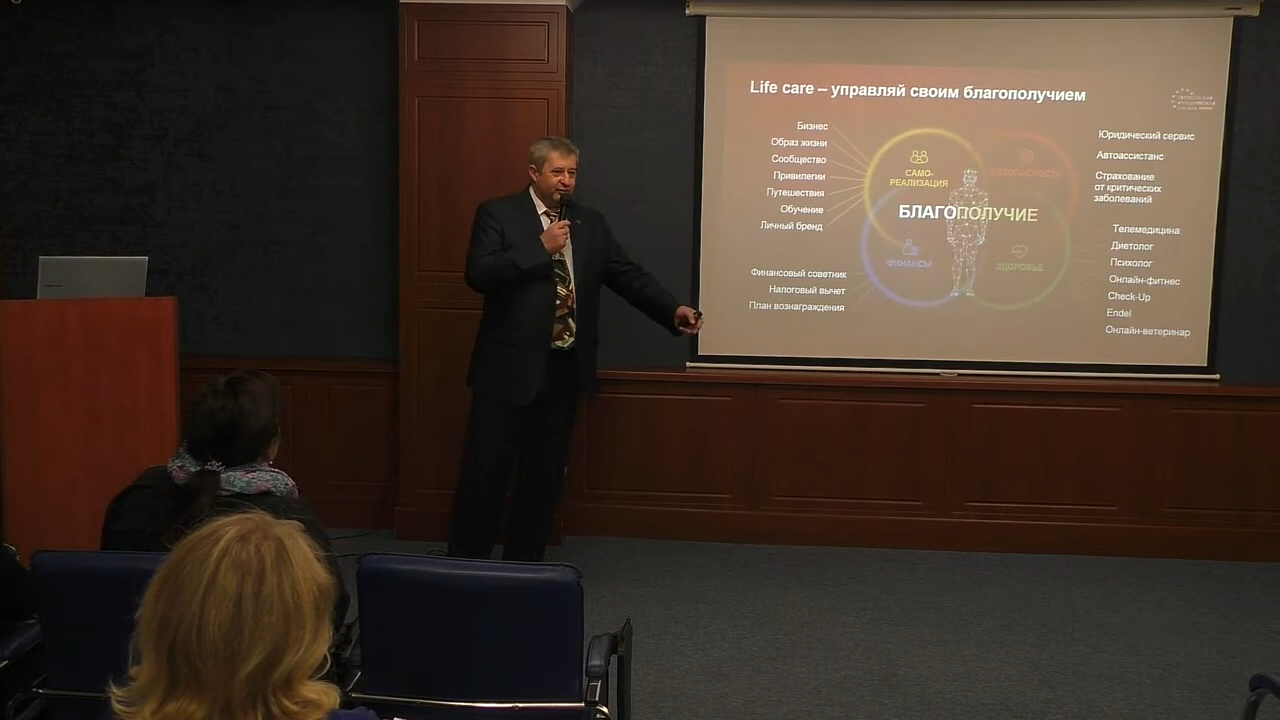 Life care – управляй своим благополучием
Бизнес
Образ жизни
Сообщество
Привилегии
Путешествия
Обучение
Личный бренд
Финансовый советник
Налоговый вычет
План вознаграждения
САМО-
РЕАЛИЗАЦИЯ
БЕЗОПАСНОСТЬ
БЛАГОПОЛУЧИЕ
ФИНАНСЫ
ЗДОРОВЬЕ
Юридический сервис
Автоассистанс
Страхование
от критических
заболеваний
Телемедицина
Диетолог
Психолог
Онлайн-фитнес
Check-Up
Endel
Онлайн-ветеринар